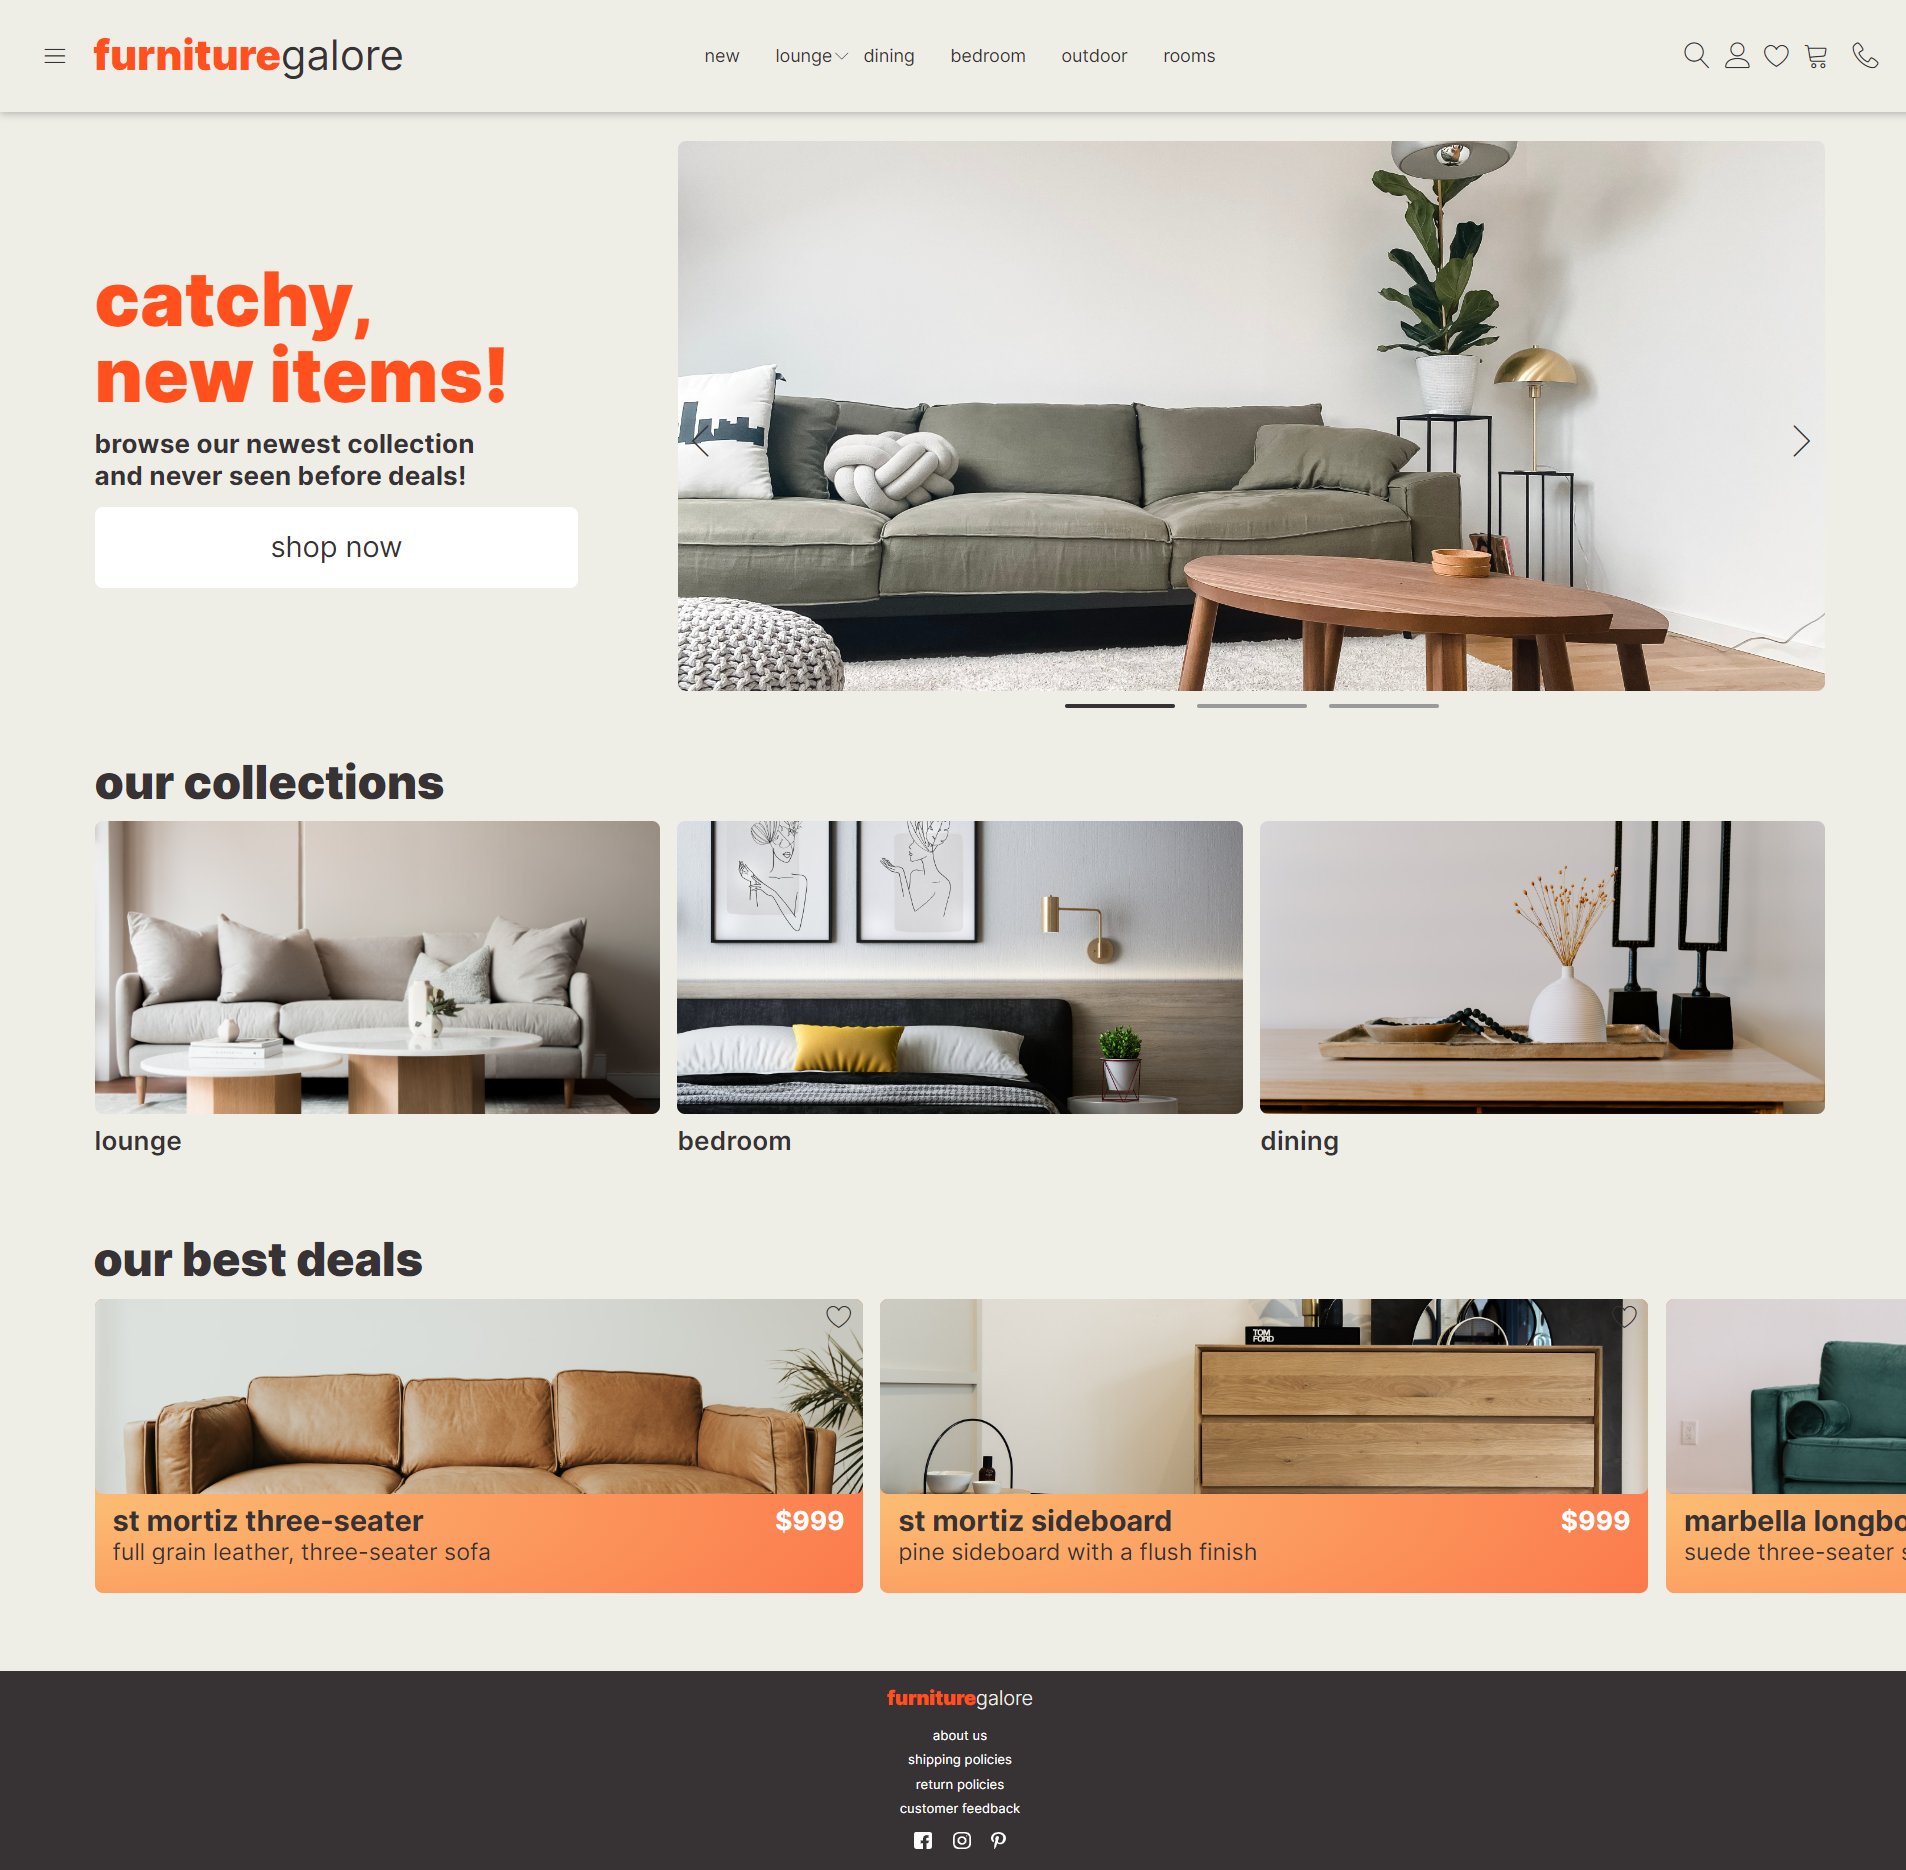 furnituregalore
new lounge dining bedroom outdoor rooms
catchy,
new items!
browse our newest collection
and never seen before deals!
shop now
our collections
lounge
bedroom
dining
our best deals
TOM
FORD
st mortiz three-seater $999
full grain leather, three-seater sofa
st mortiz sideboard $999
pine sideboard with a flush finish
marbella longbo
suede three-seater s
furnituregalore
about us
shipping policies
return policies
customer feedback